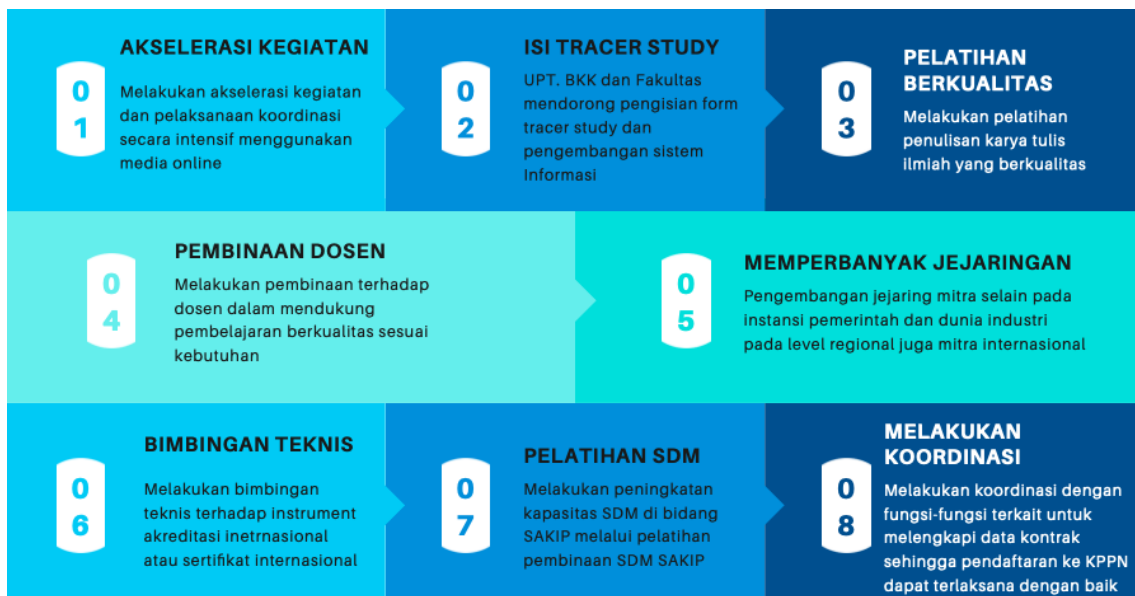 0
1
AKSELERASI KEGIATAN
Melakukan akselerasi kegiatan
dan pelaksanaan koordinasi
secara intensif menggunakan
media online
0
2
ISI TRACER STUDY
UPT. BKK dan Fakultas
mendorong pengisian form
tracer study dan
pengembangan sistem
Informasi
0
3
PELATIHAN
BERKUALITAS
Melakukan pelatihan
penulisan karya tulis
ilmiah yang berkualitas
0
4
PEMBINAAN DOSEN
Melakukan pembinaan terhadap
dosen dalam mendukung
pembelajaran berkualitas sesuai
kebutuhan
0
5
MEMPERBANYAK JEJARINGAN
Pengembangan jejaring mitra selain pada
instansi pemerintah dan dunia industri
pada level regional juga mitra internasional
0
6
BIMBINGAN TEKNIS
Melakukan bimbingan
teknis terhadap instrument
akreditasi inetrnasional
atau sertifikat internasional
0
7
PELATIHAN SDM
Melakukan peningkatan
kapasitas SDM di bidang
SAKIP melalui pelatihan
pembinaan SDM SAKIP
0
8
MELAKUKAN
KOORDINASI
Melakukan koordinasi dengan
fungsi-fungsi terkait untuk
melengkapi data kontrak
sehingga pendaftaran ke KPPN
dapat terlaksana dengan baik